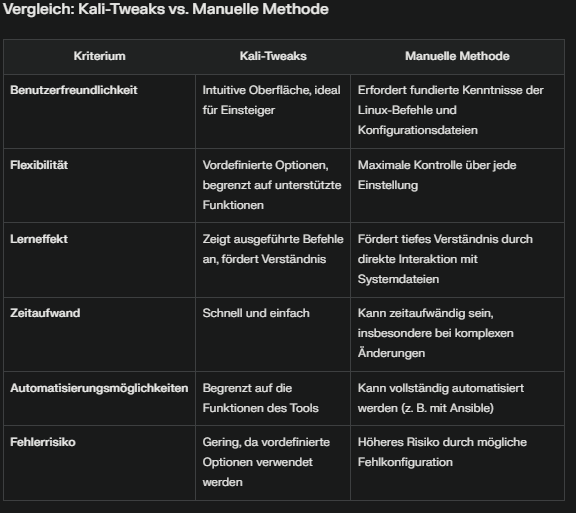 Vergleich: Kali-Tweaks vs. Manuelle Methode
Kriterium Kali-Tweaks Manuelle Methode
Benutzerfreundlichkeit Intuitive Oberfläche, ideal Erfordert fundierte Kenntnisse der
für Einsteiger Linux-Befehle und
Konfigurationsdateien
Flexibilität Vordefinierte Optionen, Maximale Kontrolle über jede
begrenzt auf unterstützte Einstellung
Funktionen
Lerneffekt Zeigt ausgeführte Befehle Fördert tiefes Verständnis durch
an, fördert Verständnis direkte Interaktion mit
Systemdateien
Zeitaufwand Schnell und einfach Kann zeitaufwändig sein,
insbesondere bei komplexen
Änderungen
Automatisierungsmöglichkeiten Begrenzt auf die Kann vollständig automatisiert
Funktionen des Tools werden (z. B. mit Ansible)
Fehlerrisiko Gering, da vordefinierte Höheres Risiko durch mögliche
Optionen verwendet Fehlkonfiguration
werden